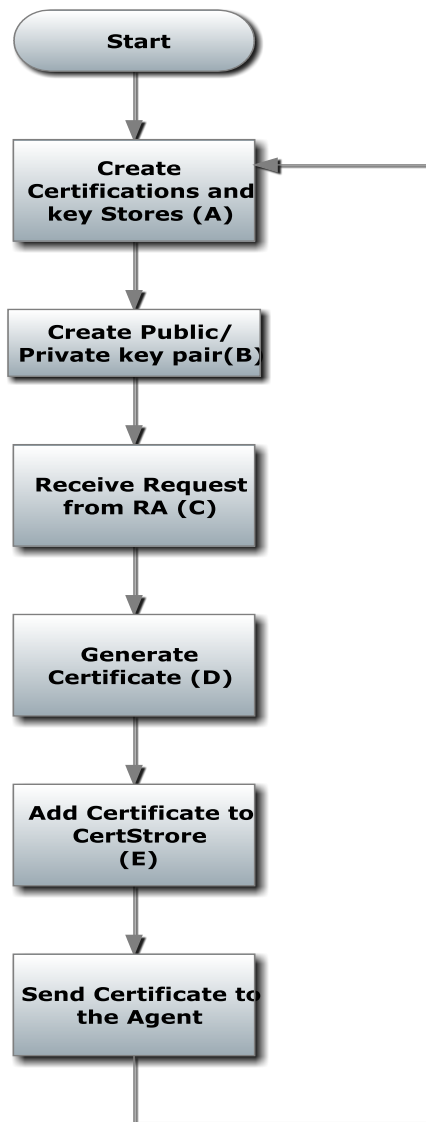 Start
Create
Certifications and
key Stores (A)
Create Public/
Private key pair(B)
Receive Request
from RA (C)
Generate
Certificate (D)
Add Certificate to
CertStrore
(E)
Send Certificate to
the Agent